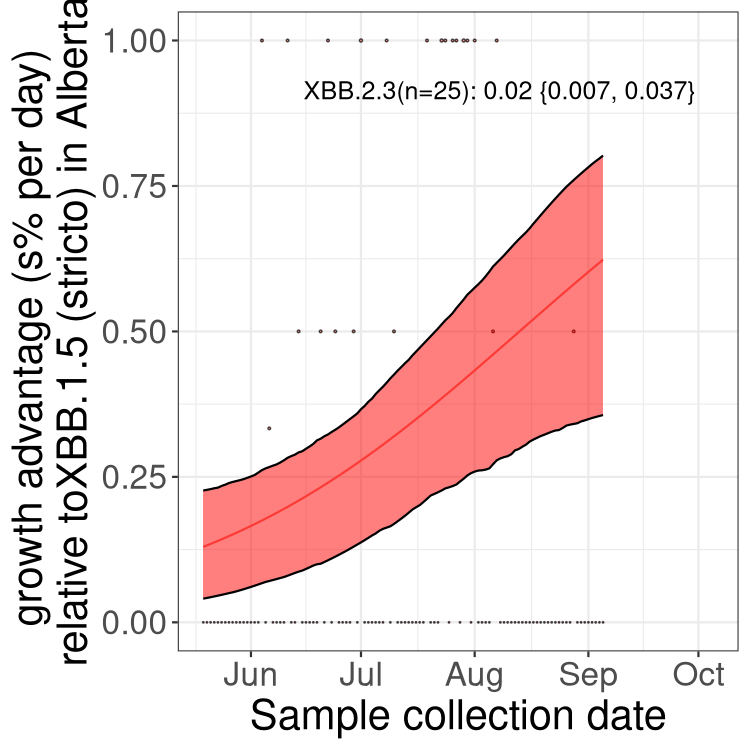 growth advantage (s% per day)
relative toXBB.1.5 (stricto) in Alberta
1.00
0.75
0.50
0.25
0.00
XBB.2.3(n=25): 0.02 {0.007, 0.037}
Jun Jul Aug Sep Oct
Sample collection date